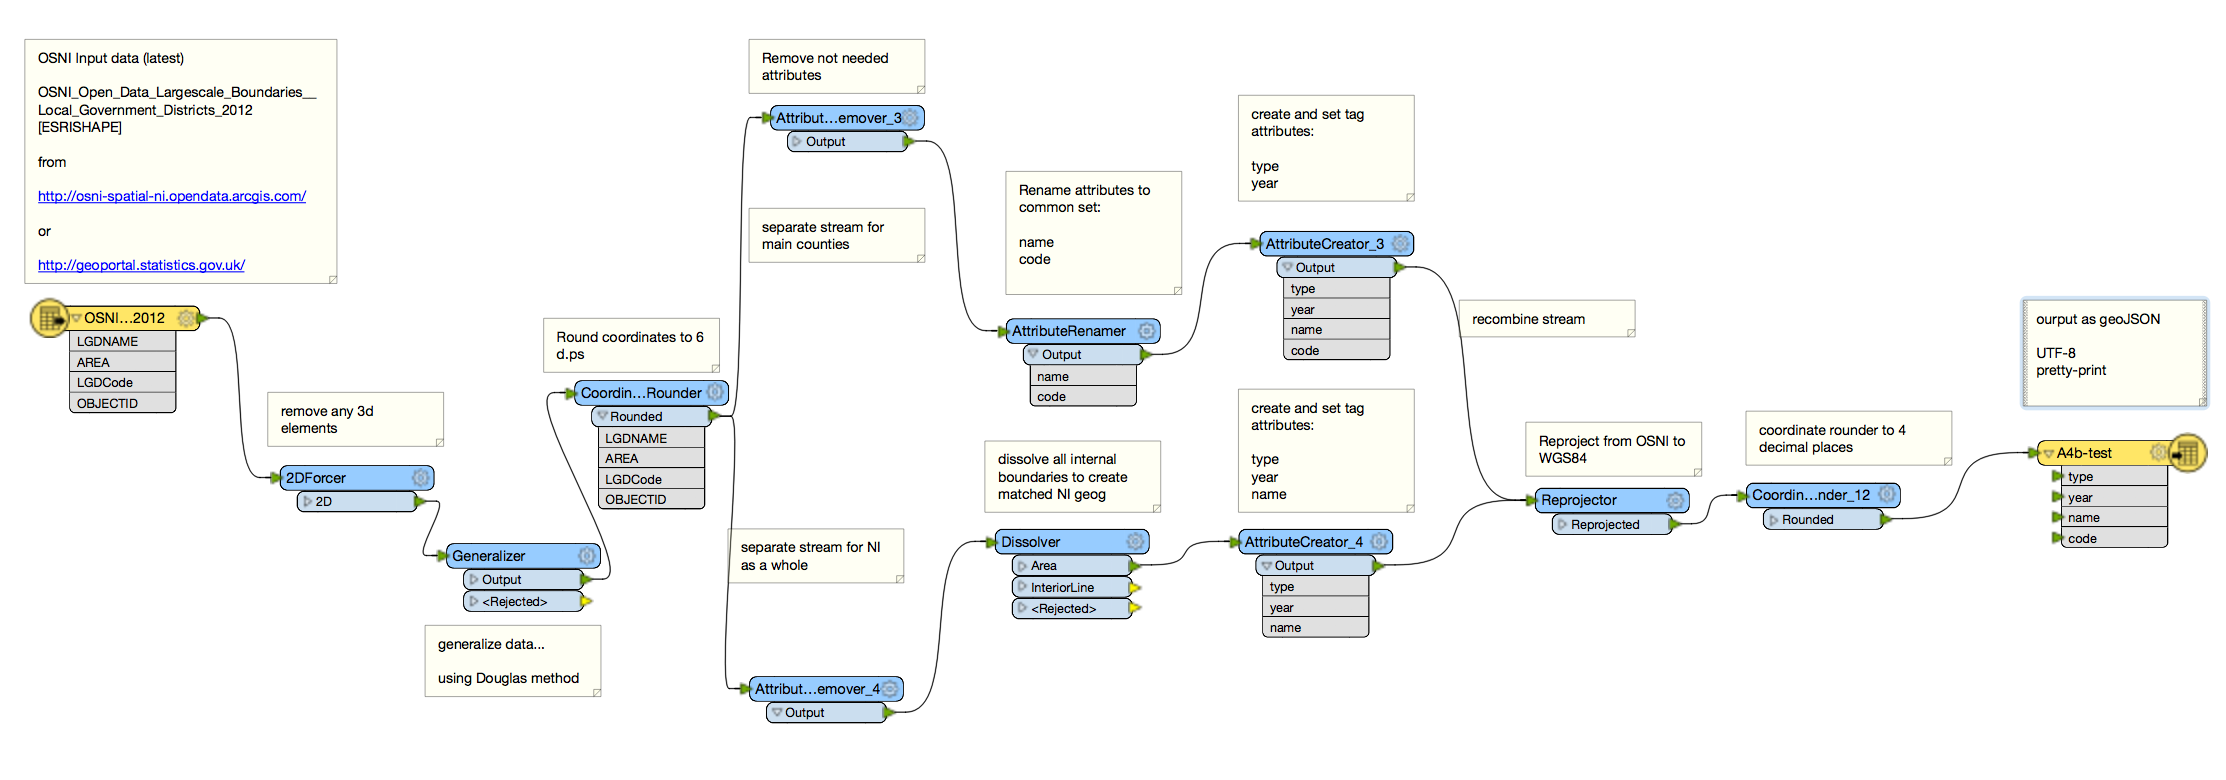 OSNI Input data (latest)
OSNI_Open_Data_Largescale_Boundaries__
Local_Government_Districts_2012
[ESRISHAPE]
from
http://osni-spatial-ni.opendata.arcgis.com/
or
http://geoportal.statistics.gov.uk/
OSNI...2012
LGDNAME
AREA
LGDCode
OBJECTID
remove any 3d
elements
2DForcer
2D
Generalizer
Output
<Rejected>
generalize data...
using Douglas method
Round coordinates to 6
d.ps
Coordin...Rounder
Rounded
LGDNAME
AREA
LGDCode
OBJECTID
Remove not needed
attributes
Attribut...emover_3
Output
separate stream for
main counties
Rename attributes to
common set:
name
code
AttributeRenamer
Output
name
code
create and set tag
attributes:
type
year
AttributeCreator_3
Output
type
year
name
code
separate stream for NI
as a whole
Attribut...emover_4
Output
dissolve all internal
boundaries to create
matched NI geog
Dissolver
Area
InteriorLine
<Rejected>
create and set tag
attributes:
type
year
name
AttributeCreator_4
Output
type
year
name
recombine stream
Reproject from OSNI to
WGS84
Reprojector
Reprojected
coordinate rounder to 4
decimal places
Coordin...nder_12
Rounded
ourput as geoJSON
UTF-8
pretty-print
A4b-test
type
year
name
code